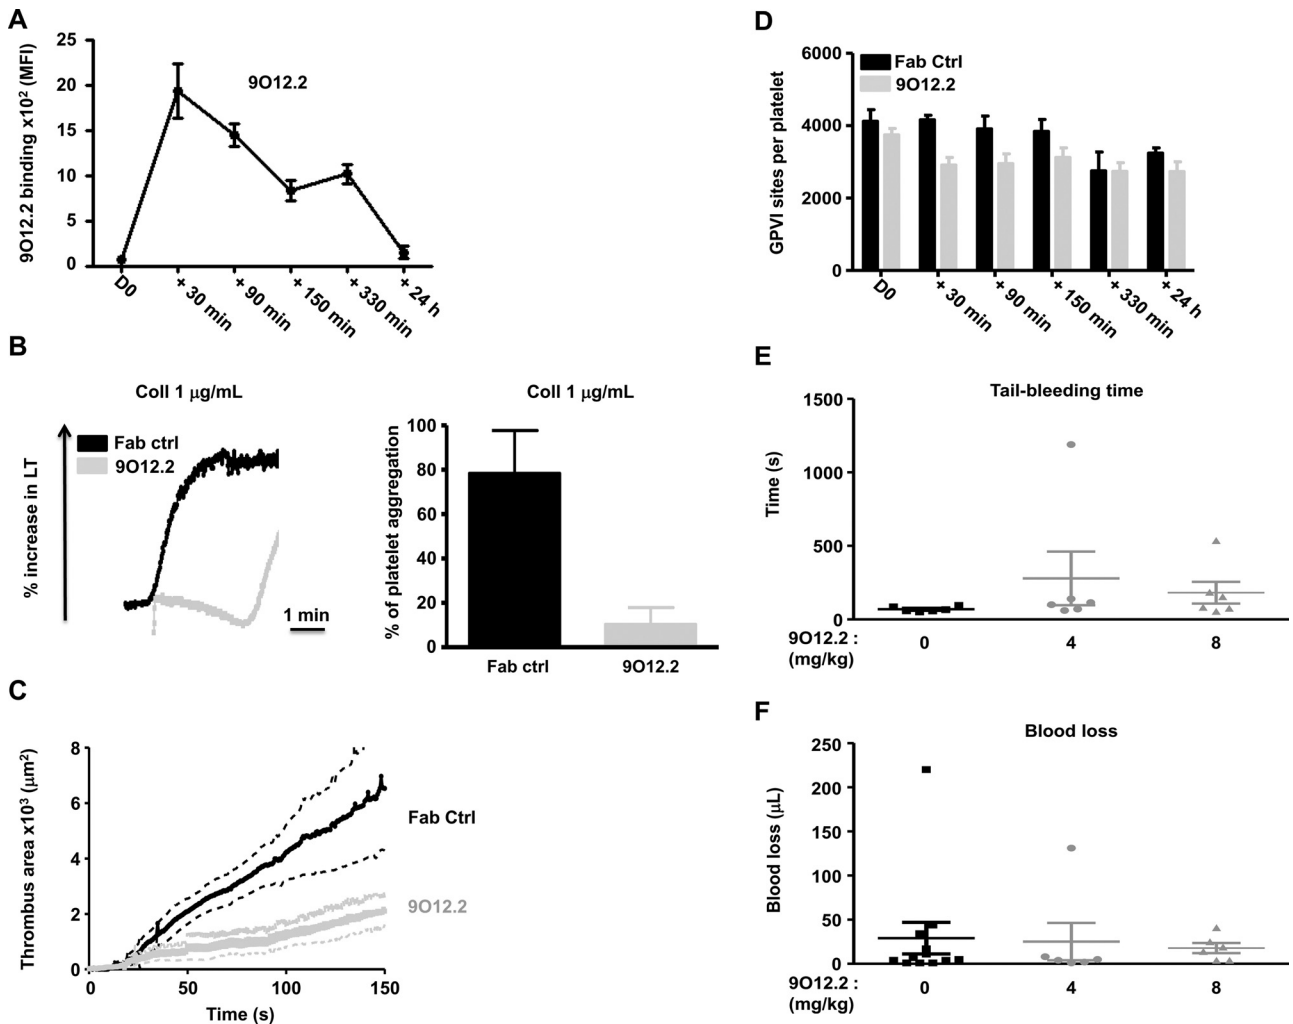 A
9O12.2 binding x10² (MFI)
25
20
15
10
5
0
9O12.2
D0
+ 30 min
+ 90 min
+ 150 min
+ 330 min
+ 24 h
B
Coll 1 μg/mL
% increase in LT
Fab ctrl
9O12.2
1 min
Coll 1 μg/mL
% of platelet aggregation
100
80
60
40
20
0
Fab ctrl
9O12.2
C
Thrombus area x10³ (μm²)
8
6
4
2
0
0
50
100
150
Time (s)
Fab Ctrl
9O12.2
D
GPVI sites per platelet
6000
4000
2000
0
Fab Ctrl
9O12.2
D0
+ 30 min
+ 90 min
+ 150 min
+ 330 min
+ 24 h
E
Tail-bleeding time
Time (s)
1500
1000
500
0
9O12.2 :
(mg/kg)
0
4
8
F
Blood loss
Blood loss (μL)
250
200
150
100
50
0
9O12.2 :
(mg/kg)
0
4
8